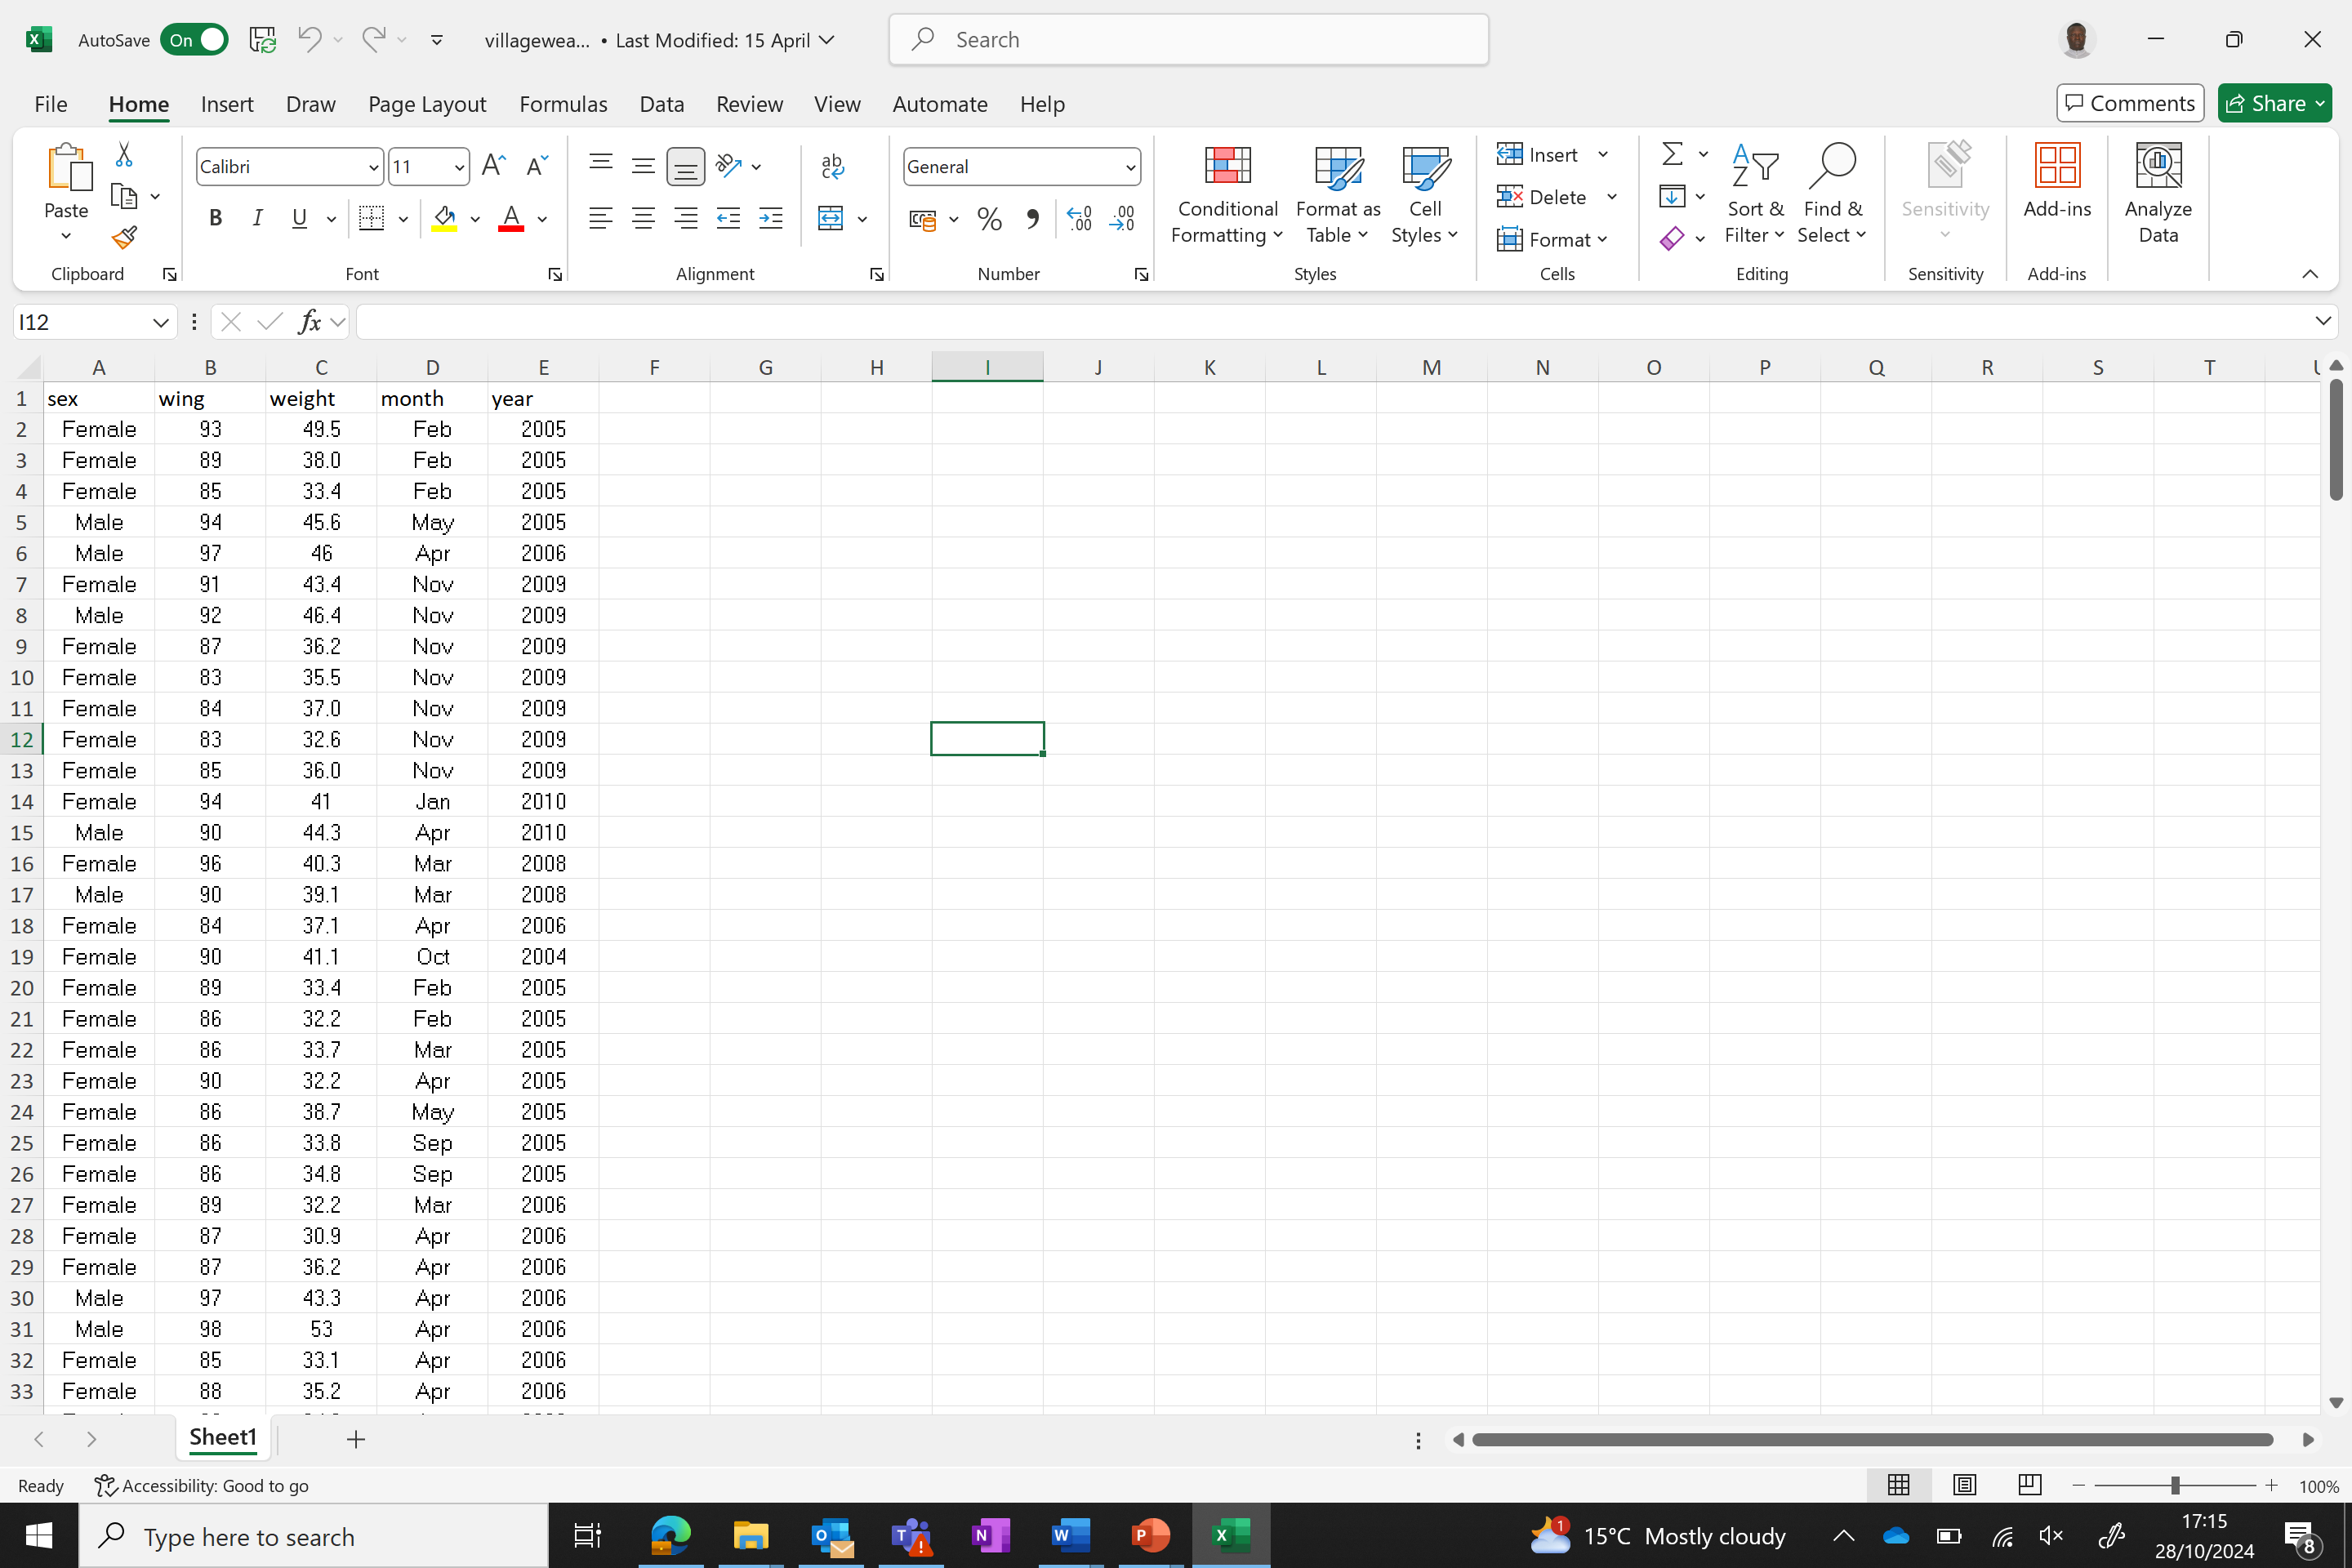 AutoSave On villagewea... • Last Modified: 15 April Search
File Home Insert Draw Page Layout Formulas Data Review View Automate Help Comments Share
Paste Calibri 11 General Conditional Formatting Format as Table Cell Styles Insert Delete Format Sort & Filter Find & Select Sensitivity Add-ins Analyze Data
Clipboard Font Alignment Number Styles Cells Editing Sensitivity Add-ins
I12 fx
A B C D E F G H I J K L M N O P Q R S T
1 sex wing weight month year
2 Female 93 49.5 Feb 2005
3 Female 89 38.0 Feb 2005
4 Female 85 33.4 Feb 2005
5 Male 94 45.6 May 2005
6 Male 97 46 Apr 2006
7 Female 91 43.4 Nov 2009
8 Male 92 46.4 Nov 2009
9 Female 87 36.2 Nov 2009
10 Female 83 35.5 Nov 2009
11 Female 84 37.0 Nov 2009
12 Female 83 32.6 Nov 2009
13 Female 85 36.0 Nov 2009
14 Female 94 41 Jan 2010
15 Male 90 44.3 Apr 2010
16 Female 96 40.3 Mar 2008
17 Male 90 39.1 Mar 2008
18 Female 84 37.1 Apr 2006
19 Female 90 41.1 Oct 2004
20 Female 89 33.4 Feb 2005
21 Female 86 32.2 Feb 2005
22 Female 86 33.7 Mar 2005
23 Female 90 32.2 Apr 2005
24 Female 86 38.7 May 2005
25 Female 86 33.8 Sep 2005
26 Female 86 34.8 Sep 2005
27 Female 89 32.2 Mar 2006
28 Female 87 30.9 Apr 2006
29 Female 87 36.2 Apr 2006
30 Male 97 43.3 Apr 2006
31 Male 98 53 Apr 2006
32 Female 85 33.1 Apr 2006
33 Female 88 35.2 Apr 2006
Sheet1
Ready Accessibility: Good to go 100%
Type here to search 1 15°C Mostly cloudy 17:15
28/10/2024 8